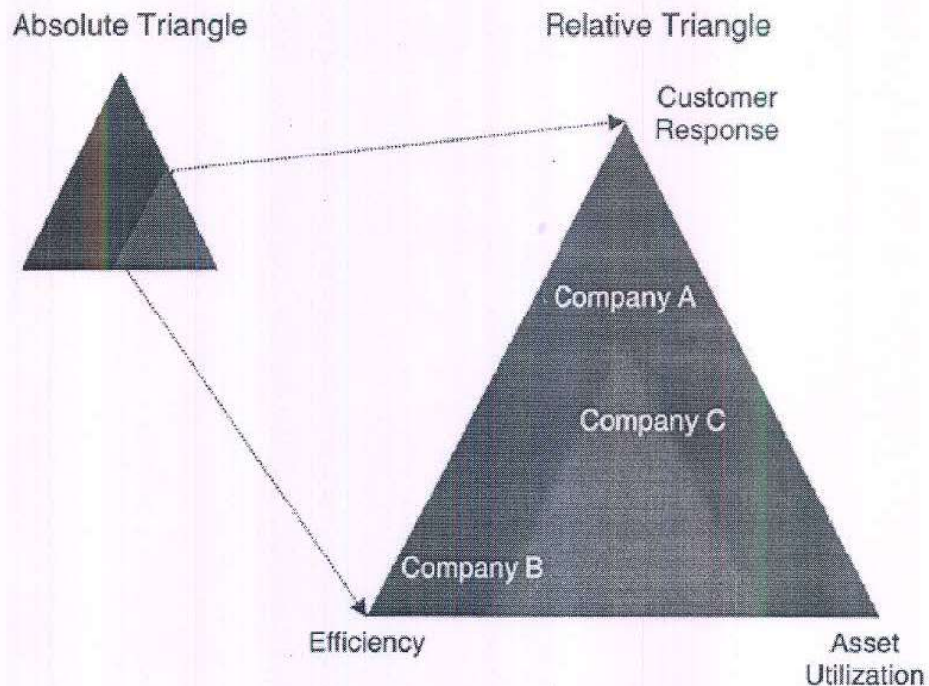 Absolute Triangle
Relative Triangle
Customer
Response
Company A
Company C
Company B
Efficiency
Asset
Utilization